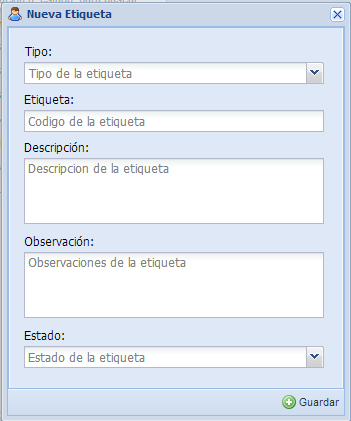 Nueva Etiqueta
Tipo:
Tipo de la etiqueta
Etiqueta:
Codigo de la etiqueta
Descripción:
Descripcion de la etiqueta
Observación:
Observaciones de la etiqueta
Estado:
Estado de la etiqueta
Guardar